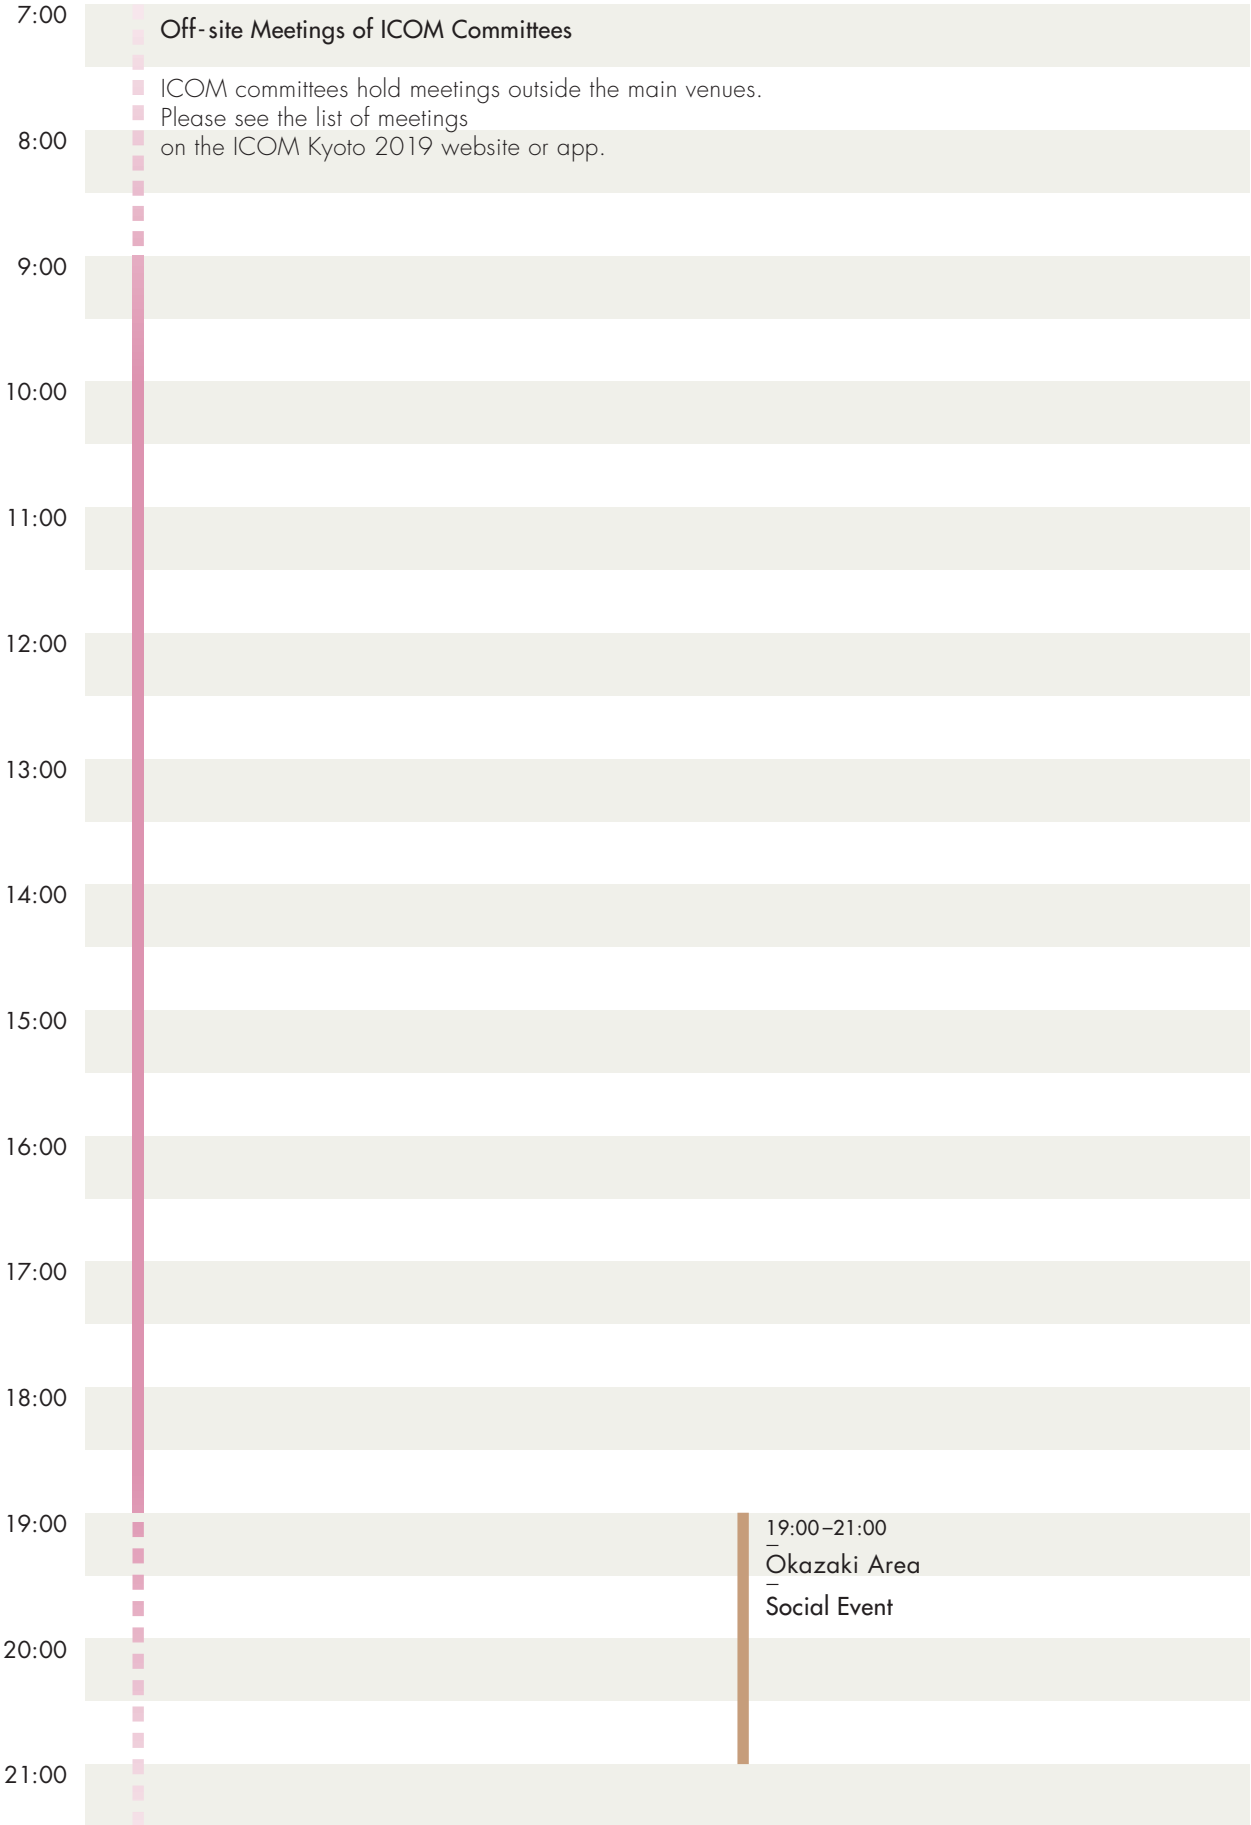 7:00
Off-site Meetings of ICOM Committees
ICOM committees hold meetings outside the main venues.
Please see the list of meetings
8:00
on the ICOM Kyoto 2019 website or app.
9:00
10:00
11:00
12:00
13:00
14:00
15:00
16:00
17:00
18:00
19:00
19:00–21:00
Okazaki Area
Social Event
20:00
21:00